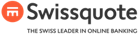 Swissquote
THE SWISS LEADER IN ONLINE BANKING